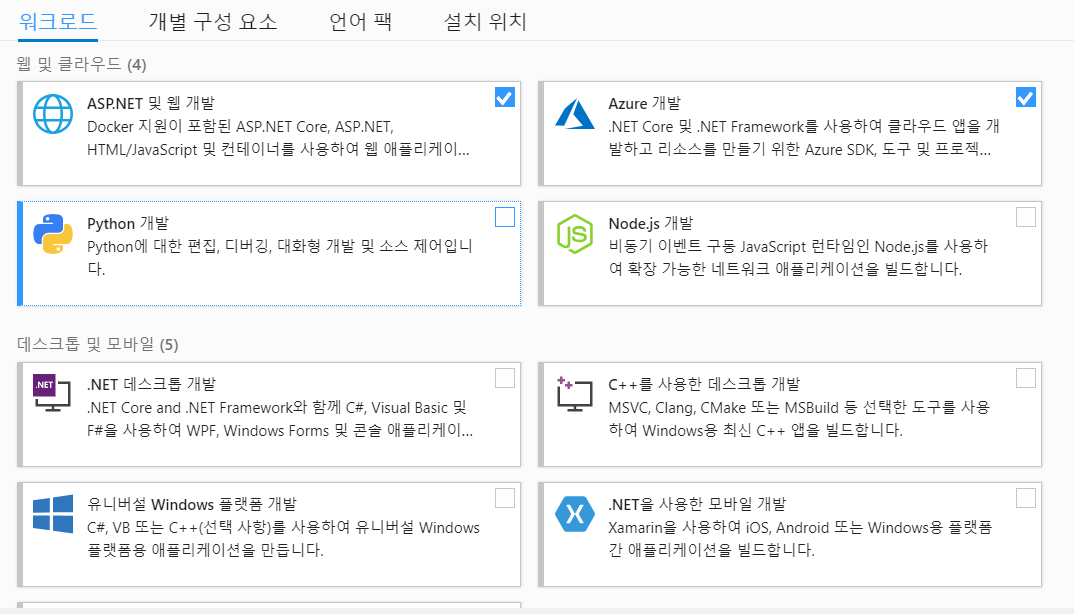 워크로드 개별 구성 요소 언어 팩 설치 위치
웹 및 클라우드 (4)
ASP.NET 및 웹 개발
Docker 지원이 포함된 ASP.NET Core, ASP.NET,
HTML/JavaScript 및 컨테이너를 사용하여 웹 애플리케이...
Azure 개발
.NET Core 및 .NET Framework를 사용하여 클라우드 앱을 개
발하고 리소스를 만들기 위한 Azure SDK, 도구 및 프로젝...
Python 개발
Python에 대한 편집, 디버깅, 대화형 개발 및 소스 제어입니
다.
JS
Node.js 개발
비동기 이벤트 구동 JavaScript 런타임인 Node.js를 사용하
여 확장 가능한 네트워크 애플리케이션을 빌드합니다.
데스크톱 및 모바일 (5)
.NET
.NET 데스크톱 개발
.NET Core and .NET Framework와 함께 C#, Visual Basic 및
F#을 사용하여 WPF, Windows Forms 및 콘솔 애플리케이...
C++를 사용한 데스크톱 개발
MSVC, Clang, CMake 또는 MSBuild 등 선택한 도구를 사용
하여 Windows용 최신 C++ 앱을 빌드합니다.
유니버설 Windows 플랫폼 개발
C#, VB 또는 C++(선택 사항)를 사용하여 유니버설 Windows
플랫폼용 애플리케이션을 만듭니다.
.NET을 사용한 모바일 개발
Xamarin을 사용하여 iOS, Android 또는 Windows용 플랫폼
간 애플리케이션을 빌드합니다.